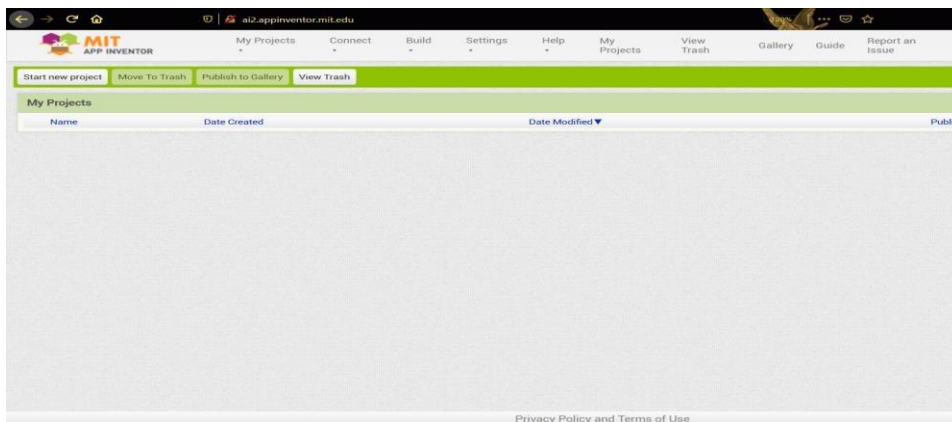 ai2.appinventor.mit.edu
MIT
APP INVENTOR
My Projects Connect Build Settings Help My Projects View Trash Gallery Guide Report an Issue
Start new project Move To Trash Publish to Gallery View Trash
My Projects
Name Date Created Date Modified▼ Publ
Privacy Policy and Terms of Use